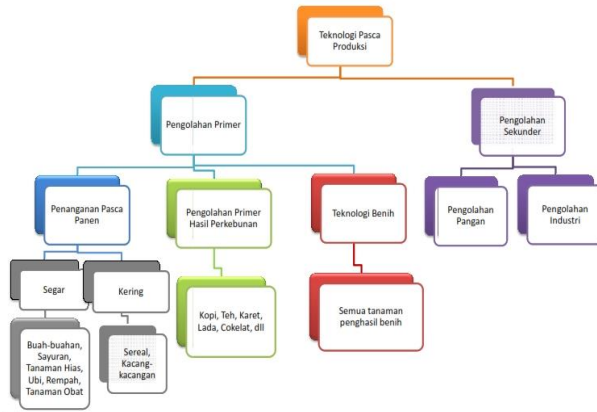 Teknologi Pasca
Produksi
Pengolahan Primer
Pengolahan
Sekunder
Penanganan Pasca
Panen
Pengolahan Primer
Hasil Perkebunan
Teknologi Benih
Pengolahan
Pangan
Pengolahan
Industri
Segar
Kering
Kopi, Teh, Karet,
Lada, Cokelat, dll
Semua tanaman
penghasil benih
Buah-buahan,
Sayuran,
Tanaman Hias,
Ubi, Rempah,
Tanaman Obat
Sereal,
Kacang-
kacangan